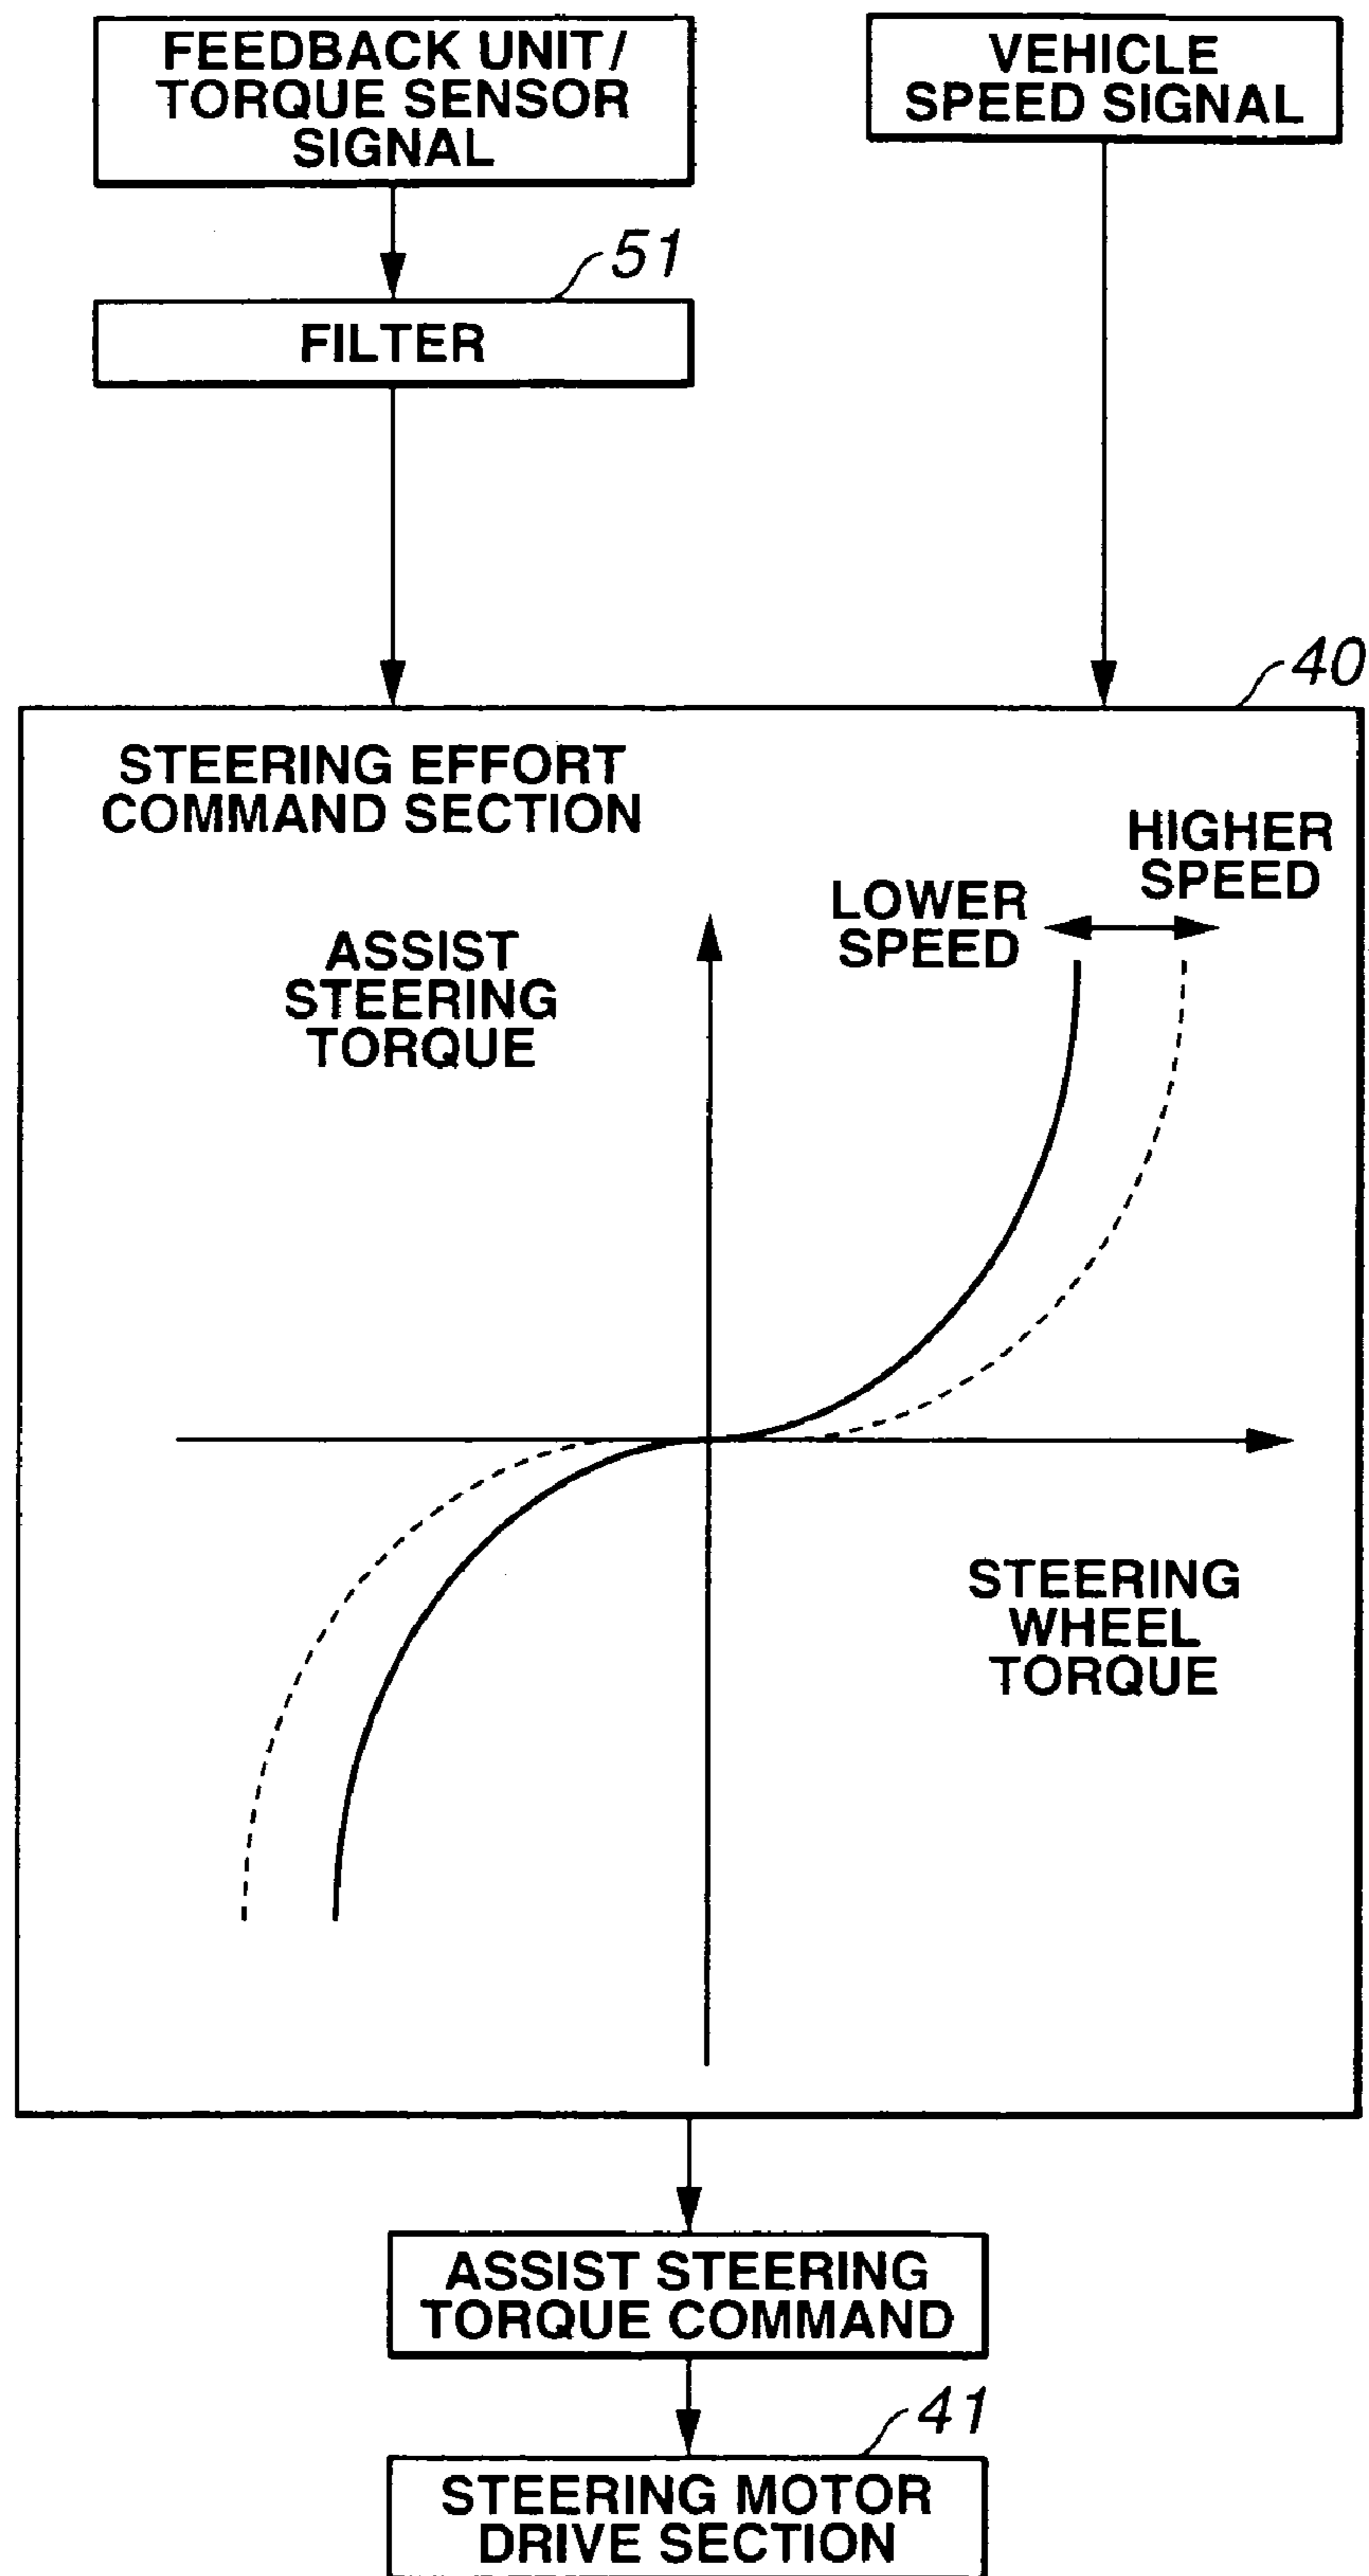 FEEDBACK UNIT/
TORQUE SENSOR
SIGNAL
VEHICLE
SPEED SIGNAL
51
FILTER
40
STEERING EFFORT
COMMAND SECTION
HIGHER
SPEED
LOWER
SPEED
ASSIST
STEERING
TORQUE
STEERING
WHEEL
TORQUE
ASSIST STEERING
TORQUE COMMAND
41
STEERING MOTOR
DRIVE SECTION